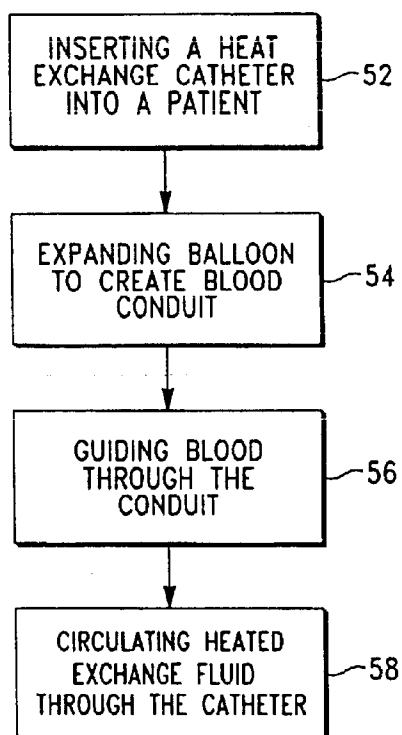 INSERTING A HEAT
EXCHANGE CATHETER
INTO A PATIENT
52
EXPANDING BALLOON
TO CREATE BLOOD
CONDUIT
54
GUIDING BLOOD
THROUGH THE
CONDUIT
56
CIRCULATING HEATED
EXCHANGE FLUID
THROUGH THE CATHETER
58